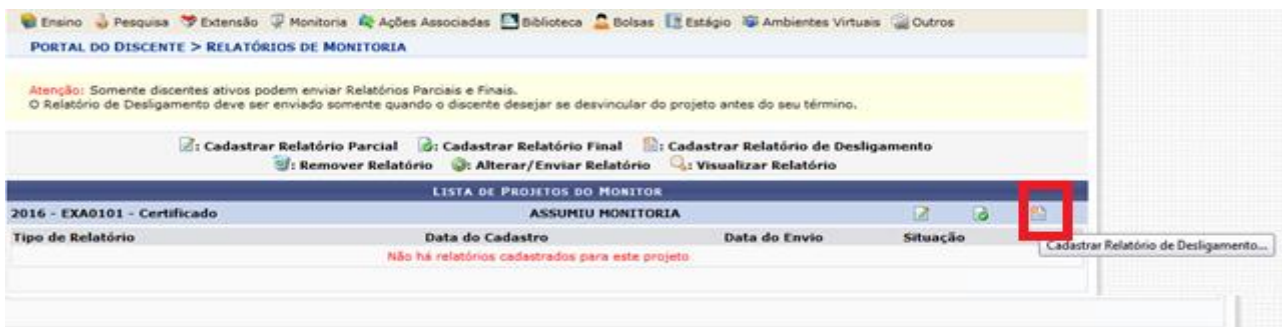 Ensino Pesquisa Extensão Monitoria Ações Associadas Biblioteca Bolsas Estágio Ambientes Virtuais Outros
PORTAL DO DISCENTE > RELATÓRIOS DE MONITORIA
Atenção: Somente discentes ativos podem enviar Relatórios Parciais e Finais.
O Relatório de Desligamento deve ser enviado somente quando o discente desejar se desvincular do projeto antes do seu término.
: Cadastrar Relatório Parcial : Cadastrar Relatório Final : Cadastrar Relatório de Desligamento
: Remover Relatório : Alterar/Enviar Relatório : Visualizar Relatório
LISTA DE PROJETOS DO MONITOR
2016 - EXA0101 - Certificado ASSUMIU MONITORIA
Tipo de Relatório Data do Cadastro Data do Envio Situação
Cadastrar Relatório de Desligamento...
Não há relatórios cadastrados para este projeto